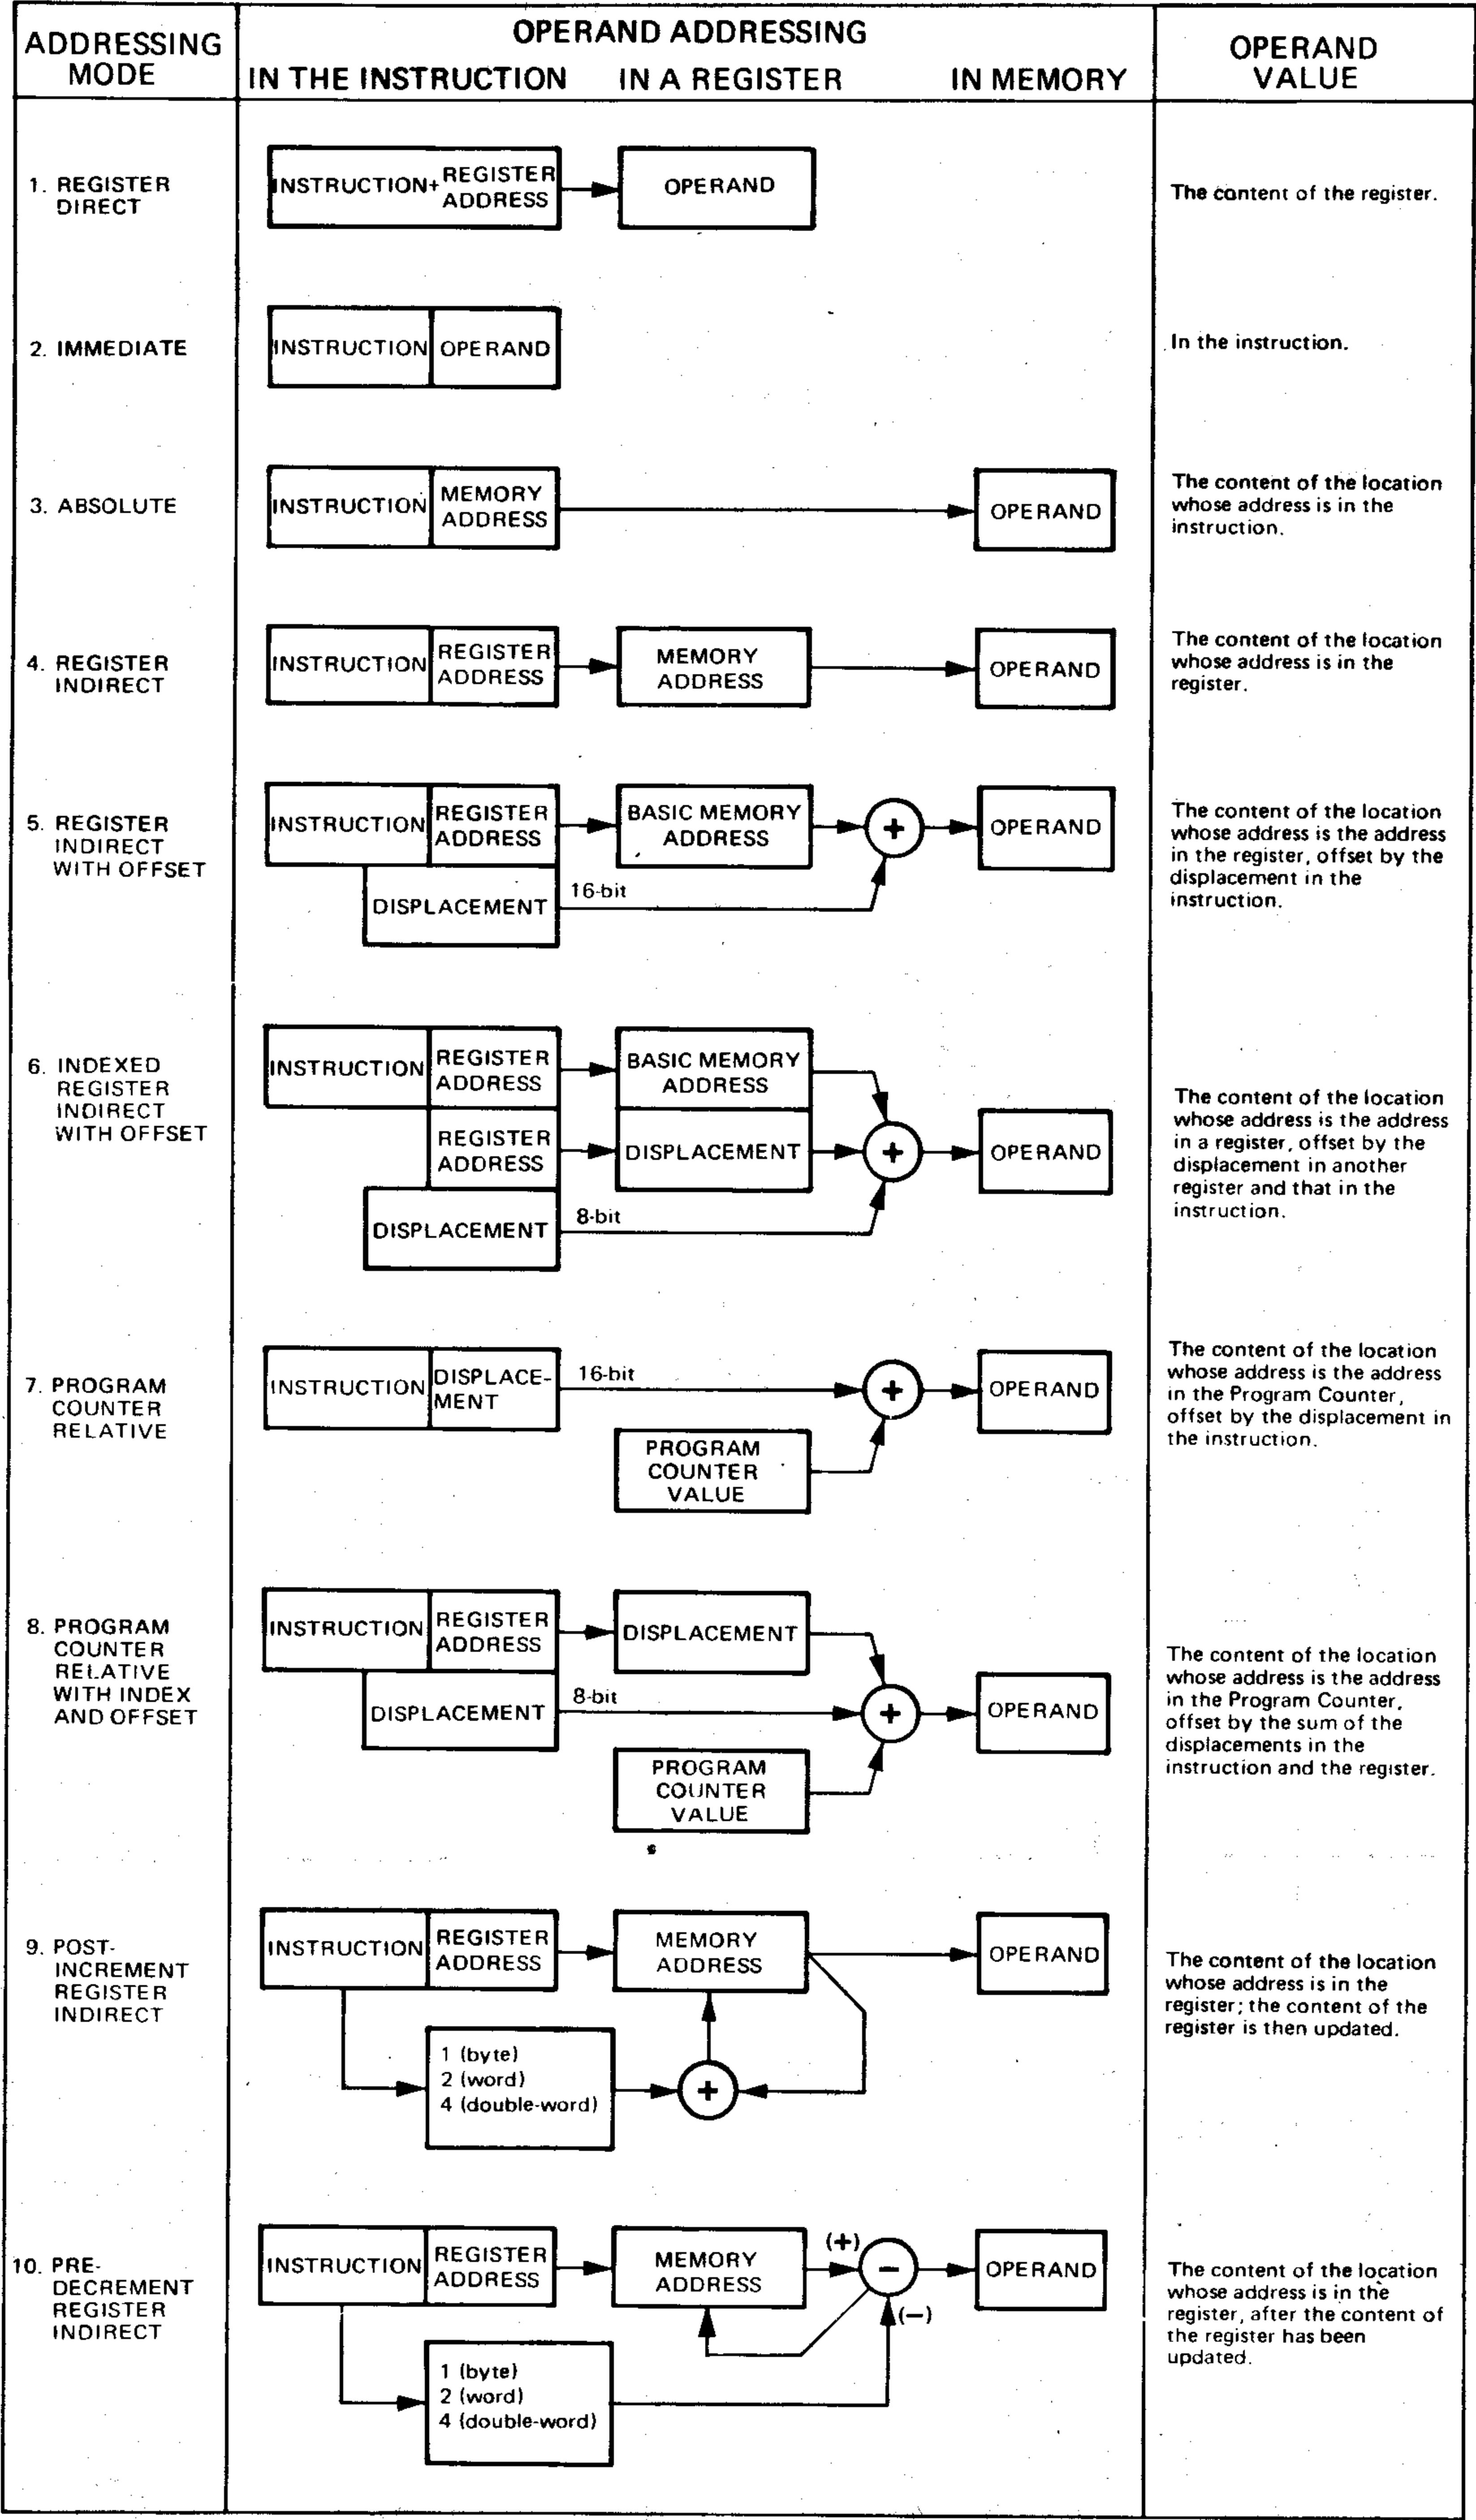 ADDRESSING
MODE
OPERAND ADDRESSING
IN THE INSTRUCTION IN A REGISTER IN MEMORY
OPERAND
VALUE
1. REGISTER
DIRECT
INSTRUCTION+ REGISTER
ADDRESS
OPERAND
The content of the register.
2. IMMEDIATE
INSTRUCTION OPERAND
In the instruction.
3. ABSOLUTE
INSTRUCTION MEMORY
ADDRESS
OPERAND
The content of the location
whose address is in the
instruction.
4. REGISTER
INDIRECT
INSTRUCTION REGISTER
ADDRESS
MEMORY
ADDRESS
OPERAND
The content of the location
whose address is in the
register.
5. REGISTER
INDIRECT
WITH OFFSET
INSTRUCTION REGISTER
ADDRESS
BASIC MEMORY
ADDRESS
+
OPERAND
DISPLACEMENT
16-bit
The content of the location
whose address is the address
in the register, offset by the
displacement in the
instruction.
6. INDEXED
REGISTER
INDIRECT
WITH OFFSET
INSTRUCTION REGISTER
ADDRESS
BASIC MEMORY
ADDRESS
REGISTER
ADDRESS
DISPLACEMENT
+
OPERAND
DISPLACEMENT
8-bit
The content of the location
whose address is the address
in a register, offset by the
displacement in another
register and that in the
instruction.
7. PROGRAM
COUNTER
RELATIVE
INSTRUCTION DISPLACE-
MENT
16-bit
+
OPERAND
PROGRAM
COUNTER
VALUE
The content of the location
whose address is the address
in the Program Counter,
offset by the displacement in
the instruction.
8. PROGRAM
COUNTER
RELATIVE
WITH INDEX
AND OFFSET
INSTRUCTION REGISTER
ADDRESS
DISPLACEMENT
DISPLACEMENT
8-bit
+
OPERAND
PROGRAM
COUNTER
VALUE
The content of the location
whose address is the address
in the Program Counter,
offset by the sum of the
displacements in the
instruction and the register.
9. POST-
INCREMENT
REGISTER
INDIRECT
INSTRUCTION REGISTER
ADDRESS
MEMORY
ADDRESS
OPERAND
1 (byte)
2 (word)
4 (double-word)
+
The content of the location
whose address is in the
register; the content of the
register is then updated.
10. PRE-
DECREMENT
REGISTER
INDIRECT
INSTRUCTION REGISTER
ADDRESS
MEMORY
ADDRESS
(+)
−
(−)
OPERAND
1 (byte)
2 (word)
4 (double-word)
The content of the location
whose address is in the
register, after the content of
the register has been
updated.